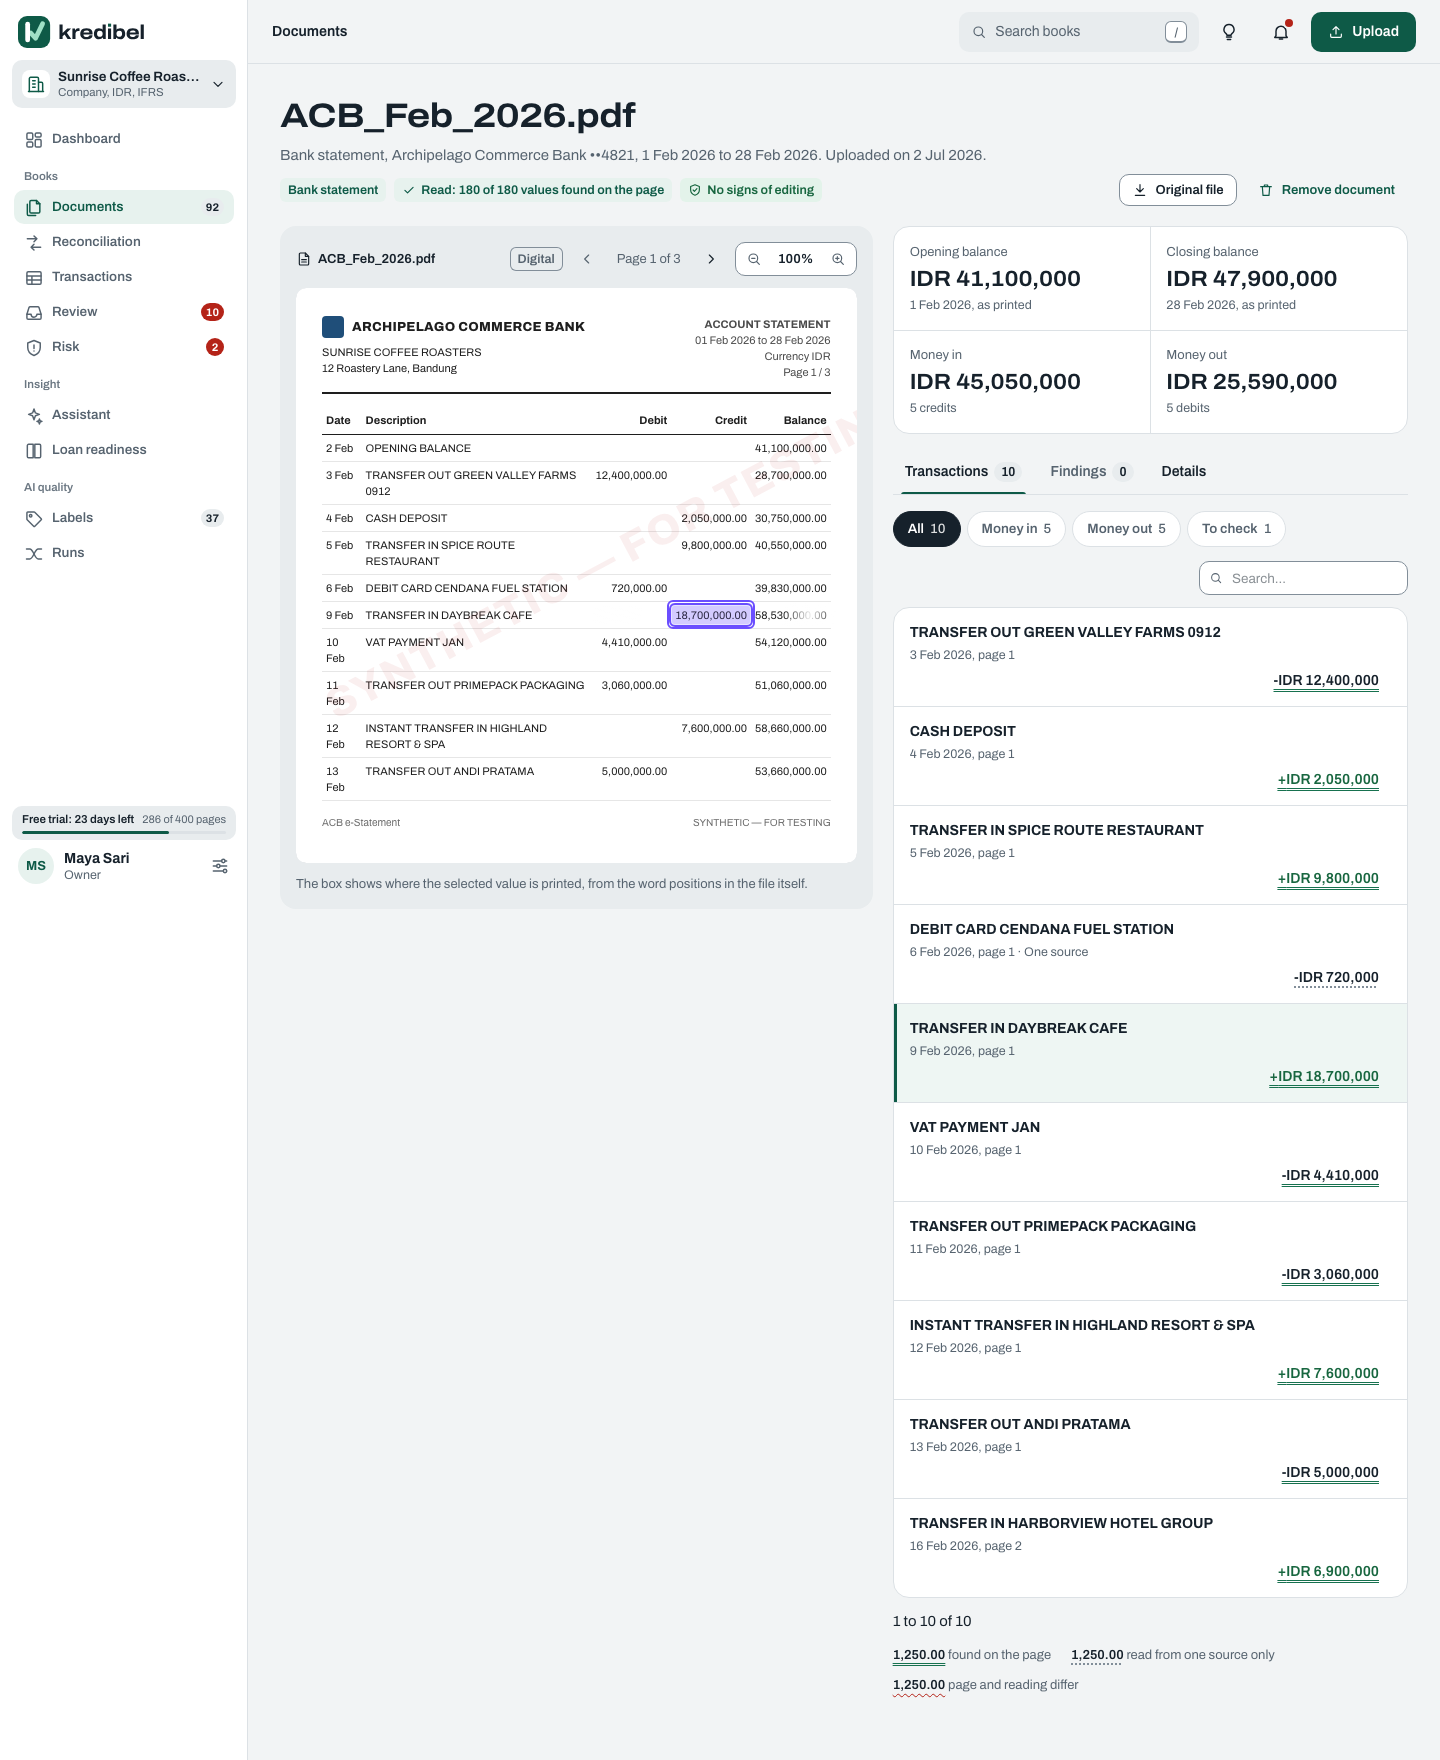 kredibel
Sunrise Coffee Roas...
Company, IDR, IFRS
Dashboard
Books
Documents 92
Reconciliation
Transactions
Review 10
Risk 2
Insight
Assistant
Loan readiness
AI quality
Labels 37
Runs
Free trial: 23 days left 286 of 400 pages
MS
Maya Sari
Owner
Documents
Search books /
Upload
ACB_Feb_2026.pdf
Bank statement, Archipelago Commerce Bank ••4821, 1 Feb 2026 to 28 Feb 2026. Uploaded on 2 Jul 2026.
Bank statement
Read: 180 of 180 values found on the page
No signs of editing
Original file
Remove document
ACB_Feb_2026.pdf
Digital
Page 1 of 3
100%
ARCHIPELAGO COMMERCE BANK
SUNRISE COFFEE ROASTERS
12 Roastery Lane, Bandung
ACCOUNT STATEMENT
01 Feb 2026 to 28 Feb 2026
Currency IDR
Page 1 / 3
Date Description Debit Credit Balance
2 Feb OPENING BALANCE 41,100,000.00
3 Feb TRANSFER OUT GREEN VALLEY FARMS 12,400,000.00 28,700,000.00
0912
4 Feb CASH DEPOSIT 2,050,000.00 30,750,000.00
5 Feb TRANSFER IN SPICE ROUTE 9,800,000.00 40,550,000.00
RESTAURANT
6 Feb DEBIT CARD CENDANA FUEL STATION 720,000.00 39,830,000.00
9 Feb TRANSFER IN DAYBREAK CAFE 18,700,000.00 58,530,000.00
10 VAT PAYMENT JAN 4,410,000.00 54,120,000.00
Feb
11 TRANSFER OUT PRIMEPACK PACKAGING 3,060,000.00 51,060,000.00
Feb
12 INSTANT TRANSFER IN HIGHLAND 7,600,000.00 58,660,000.00
Feb RESORT & SPA
13 TRANSFER OUT ANDI PRATAMA 5,000,000.00 53,660,000.00
Feb
SYNTHETIC — FOR TESTIN
ACB e-Statement SYNTHETIC — FOR TESTING
The box shows where the selected value is printed, from the word positions in the file itself.
Opening balance
IDR 41,100,000
1 Feb 2026, as printed
Closing balance
IDR 47,900,000
28 Feb 2026, as printed
Money in
IDR 45,050,000
5 credits
Money out
IDR 25,590,000
5 debits
Transactions 10 Findings 0 Details
All 10 Money in 5 Money out 5 To check 1
Search...
TRANSFER OUT GREEN VALLEY FARMS 0912
3 Feb 2026, page 1
-IDR 12,400,000
CASH DEPOSIT
4 Feb 2026, page 1
+IDR 2,050,000
TRANSFER IN SPICE ROUTE RESTAURANT
5 Feb 2026, page 1
+IDR 9,800,000
DEBIT CARD CENDANA FUEL STATION
6 Feb 2026, page 1 · One source
-IDR 720,000
TRANSFER IN DAYBREAK CAFE
9 Feb 2026, page 1
+IDR 18,700,000
VAT PAYMENT JAN
10 Feb 2026, page 1
-IDR 4,410,000
TRANSFER OUT PRIMEPACK PACKAGING
11 Feb 2026, page 1
-IDR 3,060,000
INSTANT TRANSFER IN HIGHLAND RESORT & SPA
12 Feb 2026, page 1
+IDR 7,600,000
TRANSFER OUT ANDI PRATAMA
13 Feb 2026, page 1
-IDR 5,000,000
TRANSFER IN HARBORVIEW HOTEL GROUP
16 Feb 2026, page 2
+IDR 6,900,000
1 to 10 of 10
1,250.00 found on the page 1,250.00 read from one source only
1,250.00 page and reading differ